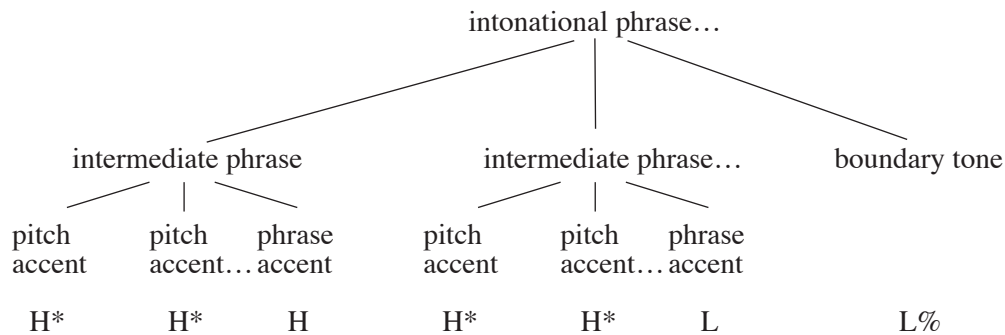 intonational phrase…
intermediate phrase intermediate phrase… boundary tone
pitch pitch phrase pitch pitch phrase
accent accent… accent accent accent… accent
H* H* H H* H* L L%